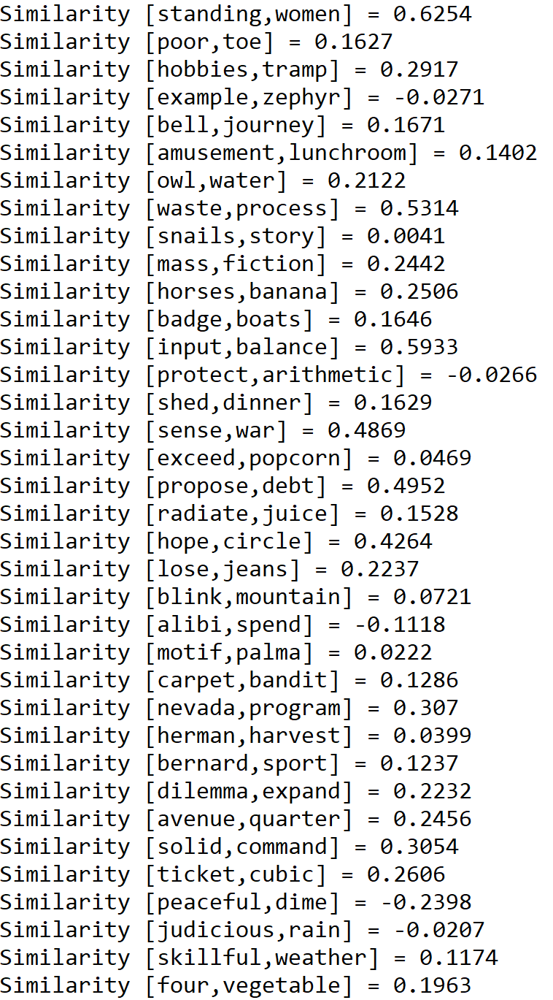 Similarity [standing,women] = 0.6254
Similarity [poor,toe] = 0.1627
Similarity [hobbies,tramp] = 0.2917
Similarity [example,zephyr] = -0.0271
Similarity [bell,journey] = 0.1671
Similarity [amusement,lunchroom] = 0.1402
Similarity [owl,water] = 0.2122
Similarity [waste,process] = 0.5314
Similarity [snails,story] = 0.0041
Similarity [mass,fiction] = 0.2442
Similarity [horses,banana] = 0.2506
Similarity [badge,boats] = 0.1646
Similarity [input,balance] = 0.5933
Similarity [protect,arithmetic] = -0.0266
Similarity [shed,dinner] = 0.1629
Similarity [sense,war] = 0.4869
Similarity [exceed,popcorn] = 0.0469
Similarity [propose,debt] = 0.4952
Similarity [radiate,juice] = 0.1528
Similarity [hope,circle] = 0.4264
Similarity [lose,jeans] = 0.2237
Similarity [blink,mountain] = 0.0721
Similarity [alibi,spend] = -0.1118
Similarity [motif,palma] = 0.0222
Similarity [carpet,bandit] = 0.1286
Similarity [nevada,program] = 0.307
Similarity [herman,harvest] = 0.0399
Similarity [bernard,sport] = 0.1237
Similarity [dilemma,expand] = 0.2232
Similarity [avenue,quarter] = 0.2456
Similarity [solid,command] = 0.3054
Similarity [ticket,cubic] = 0.2606
Similarity [peaceful,dime] = -0.2398
Similarity [judicious,rain] = -0.0207
Similarity [skillful,weather] = 0.1174
Similarity [four,vegetable] = 0.1963